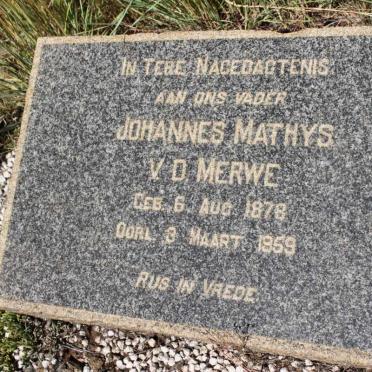 IN TERE NAGEDAGTENIS
AAN ONS VADER
JOHANNES MATHYS
V D MERWE
GEB. 6 AUG 1878
OORL 3 MAART 1959
RUS IN VREDE